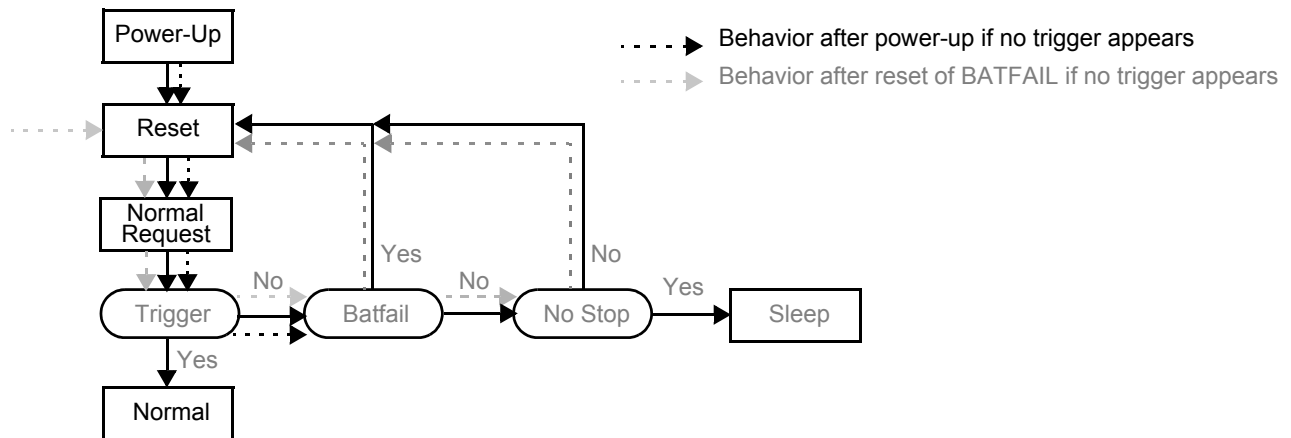 Power-Up
Behavior after power-up if no trigger appears
Behavior after reset of BATFAIL if no trigger appears
Reset
Normal
Request
Yes
No
No
No
Yes
Trigger
Batfail
No Stop
Sleep
Yes
Normal